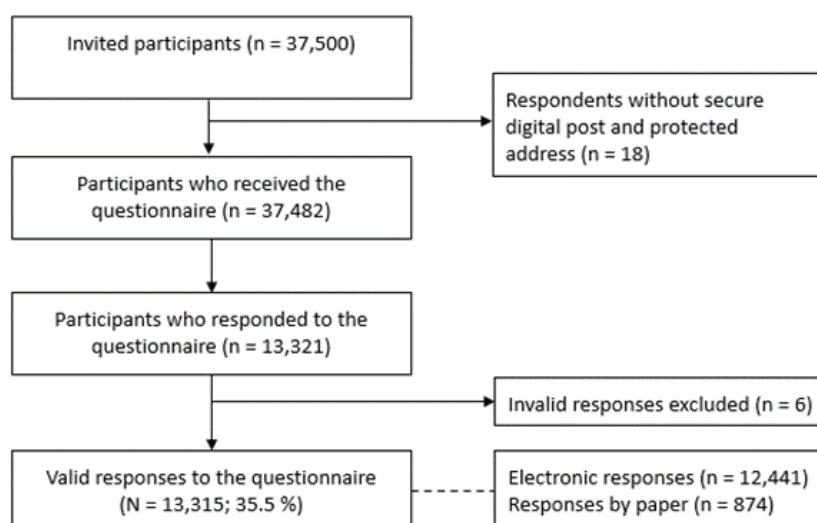 Invited participants (n = 37,500)
Respondents without secure
digital post and protected
address (n = 18)
Participants who received the
questionnaire (n = 37,482)
Participants who responded to the
questionnaire (n = 13,321)
Invalid responses excluded (n = 6)
Valid responses to the questionnaire
(N = 13,315; 35.5 %)
Electronic responses (n = 12,441)
Responses by paper (n = 874)